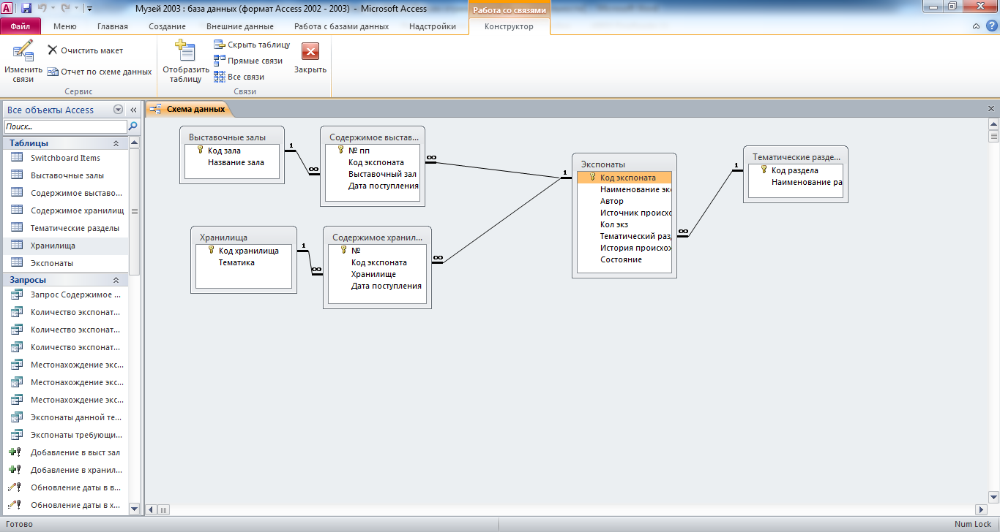 Музей 2003 : база данных (формат Access 2002 - 2003) - Microsoft Access
Работа со связями
Файл
Меню
Главная
Создание
Внешние данные
Работа с базами данных
Надстройки
Конструктор
Изменить связи
Очистить макет
Отчет по схеме данных
Сервис
Отобразить таблицу
Скрыть таблицу
Прямые связи
Все связи
Связи
Закрыть
Все объекты Access
Поиск...
Таблицы
Switchboard Items
Выставочные залы
Содержимое выставо...
Содержимое хранилищ
Тематические разделы
Хранилища
Экспонаты
Запросы
Запрос Содержимое ...
Количество экспонат...
Количество экспонат...
Количество экспонат...
Местонахождение экс...
Местонахождение экс...
Местонахождение экс...
Экспонаты данной те...
Экспонаты требующи...
Добавление в выст зал
Добавление в хранил...
Обновление даты в в...
Обновление даты в х...
Схема данных
Выставочные залы
Код зала
Название зала
1
∞
Содержимое выстав...
№ пп
Код экспоната
Выставочный зал
Дата поступления
∞
1
Хранилища
Код хранилища
Тематика
1
∞
Содержимое хранил...
№
Код экспоната
Хранилище
Дата поступления
∞
Экспонаты
Код экспоната
Наименование эк
Автор
Источник происхо
Кол экз
Тематический раз
История происхо
Состояние
∞
1
Тематические разде...
Код раздела
Наименование ра
Готово
Num Lock